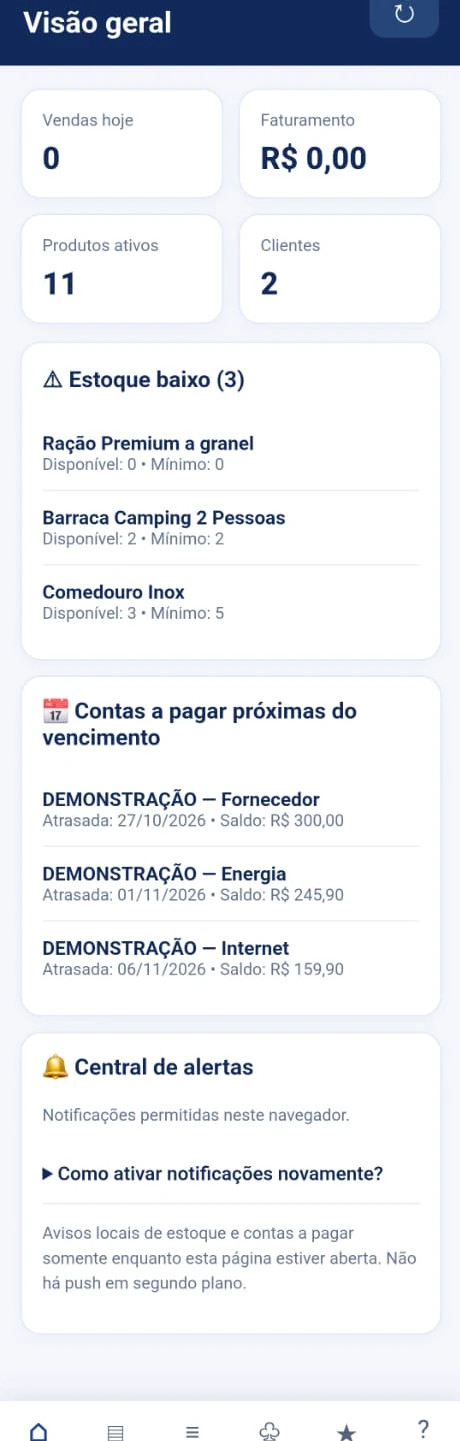 Visão geral
Vendas hoje
0
Faturamento
R$ 0,00
Produtos ativos
11
Clientes
2
⚠ Estoque baixo (3)
Ração Premium a granel
Disponível: 0 • Mínimo: 0
Barraca Camping 2 Pessoas
Disponível: 2 • Mínimo: 2
Comedouro Inox
Disponível: 3 • Mínimo: 5
📅 Contas a pagar próximas do
vencimento
DEMONSTRAÇÃO — Fornecedor
Atrasada: 27/10/2026 • Saldo: R$ 300,00
DEMONSTRAÇÃO — Energia
Atrasada: 01/11/2026 • Saldo: R$ 245,90
DEMONSTRAÇÃO — Internet
Atrasada: 06/11/2026 • Saldo: R$ 159,90
🔔 Central de alertas
Notificações permitidas neste navegador.
▶ Como ativar notificações novamente?
Avisos locais de estoque e contas a pagar
somente enquanto esta página estiver aberta. Não
há push em segundo plano.
?